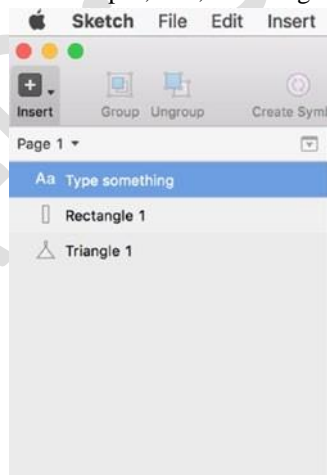 Sketch File Edit Insert
Insert Group Ungroup
Page 1
Aa Type something
Rectangle 1
Triangle 1